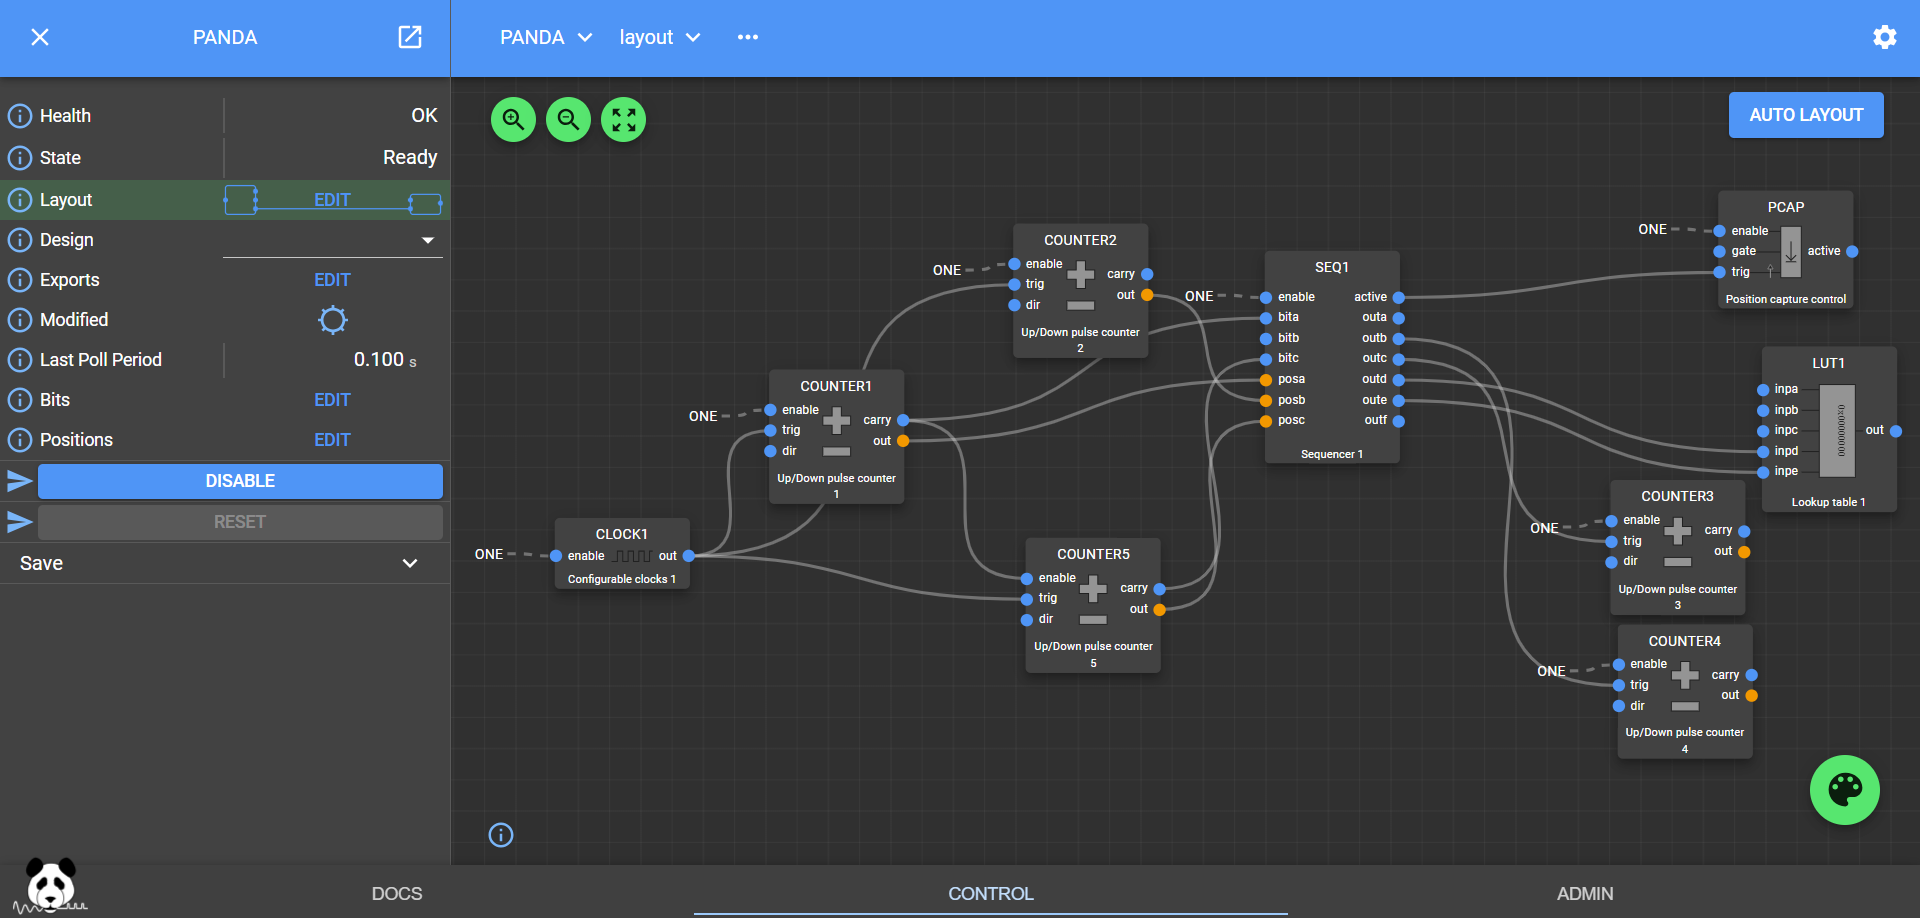 PANDA
PANDA layout
Health OK
State Ready
Layout EDIT
Design
Exports EDIT
Modified
Last Poll Period 0.100 s
Bits EDIT
Positions EDIT
DISABLE
RESET
Save
AUTO LAYOUT
ONE
CLOCK1
enable out
Configurable clocks 1
ONE
COUNTER1
enable
carry
trig
out
dir
Up/Down pulse counter
1
ONE
COUNTER2
enable
carry
trig
out
dir
Up/Down pulse counter
2
COUNTER5
enable
carry
trig
out
dir
Up/Down pulse counter
5
ONE
SEQ1
enable active
bita outa
bitb outb
bitc outc
posa outd
posb oute
posc outf
Sequencer 1
ONE
PCAP
enable
gate active
trig
Position capture control
LUT1
inpa
inpb
inpc out
inpd
inpe
Lookup table 1
ONE
COUNTER3
enable
carry
trig
out
dir
Up/Down pulse counter
3
ONE
COUNTER4
enable
carry
trig
out
dir
Up/Down pulse counter
4
DOCS CONTROL ADMIN